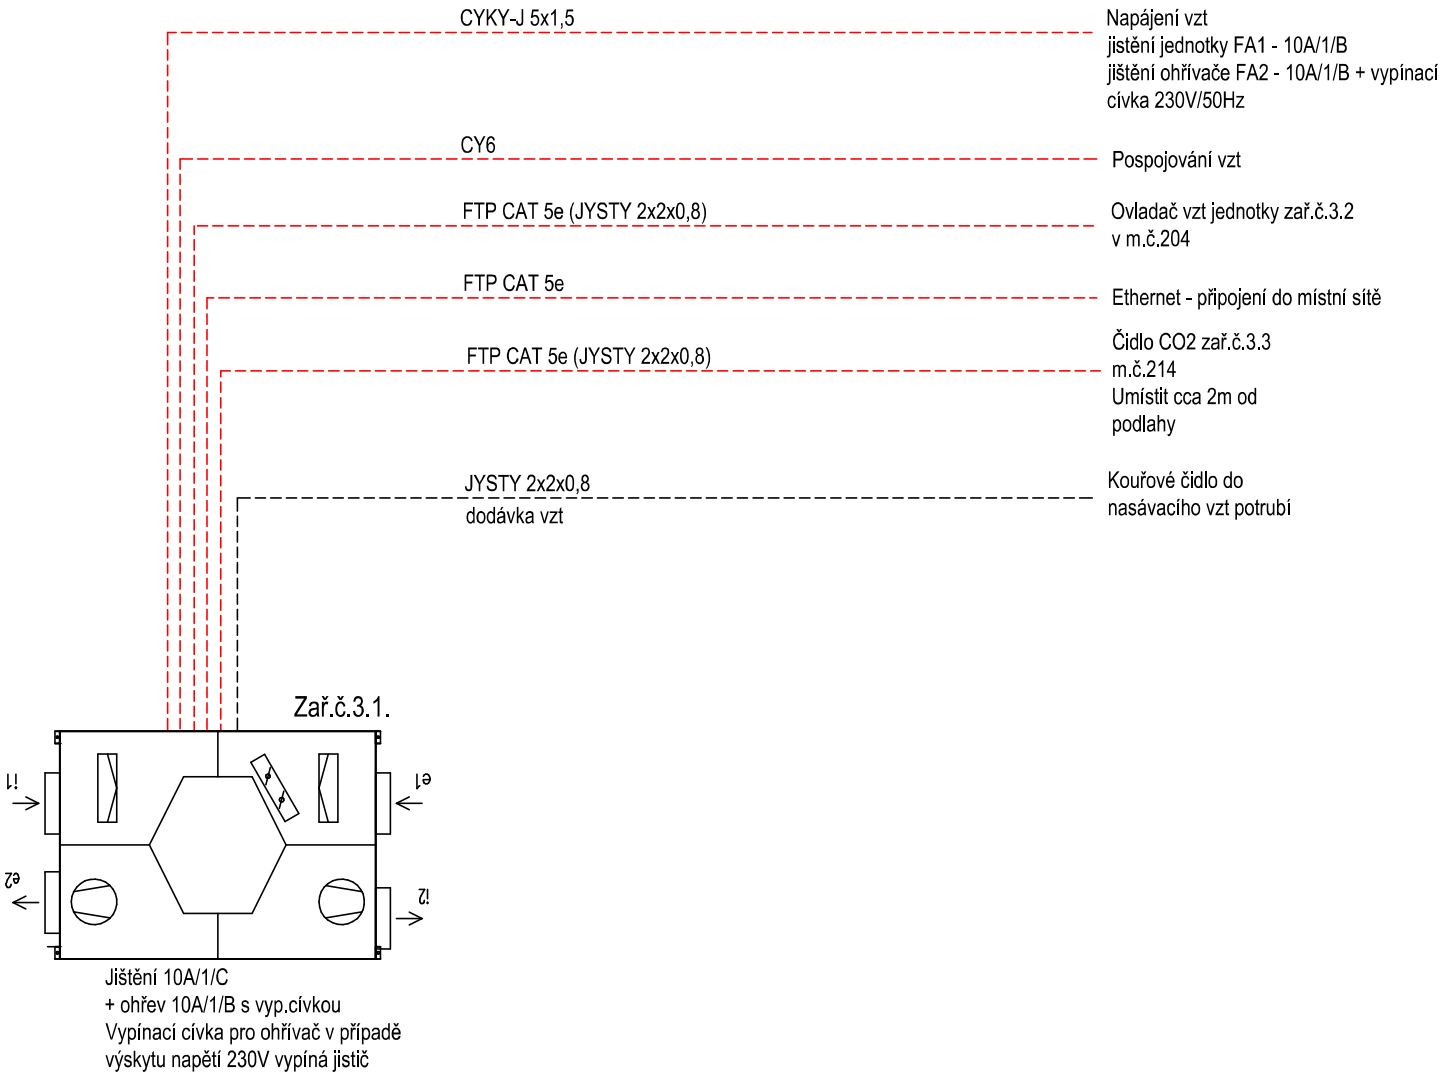 CYKY-J 5x1,5
Napájení vzt
jistění jednotky FA1 - 10A/1/B
jištění ohřívače FA2 - 10A/1/B + vypínací
cívka 230V/50Hz
CY6
Pospojování vzt
FTP CAT 5e (JYSTY 2x2x0,8)
Ovladač vzt jednotky zař.č.3.2
v m.č.204
FTP CAT 5e
Ethernet - připojení do místní sítě
FTP CAT 5e (JYSTY 2x2x0,8)
Čidlo CO2 zař.č.3.3
m.č.214
Umístit cca 2m od
podlahy
JYSTY 2x2x0,8
dodávka vzt
Kouřové čidlo do
nasávacího vzt potrubí
Zař.č.3.1.
i1
e1
e2
i2
Jištění 10A/1/C
+ ohřev 10A/1/B s vyp.cívkou
Vypínací cívka pro ohřívač v případě
výskytu napětí 230V vypíná jistič